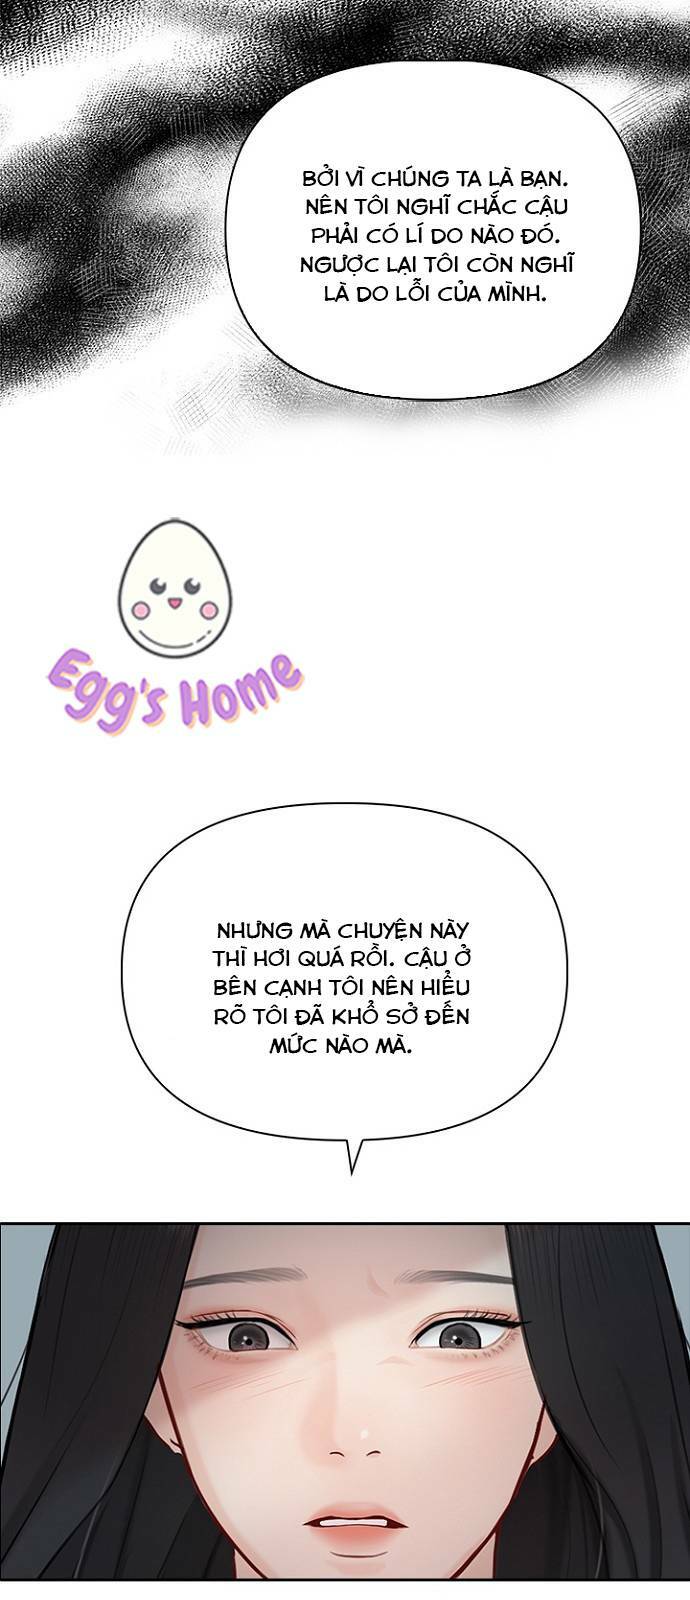 BỞI VÌ CHÚNG TA LÀ BẠN.
NÊN TÔI NGHĨ CHẮC CẬU
PHẢI CÓ LÍ DO NÀO ĐÓ.
NGƯỢC LẠI TÔI CÒN NGHĨ
LÀ DO LỖI CỦA MÌNH.
Egg's Home
NHƯNG MÀ CHUYỆN NÀY
THÌ HƠI QUÁ RỒI. CẬU Ở
BÊN CẠNH TÔI NÊN HIỂU
RÕ TÔI ĐÃ KHỔ SỞ ĐẾN
MỨC NÀO MÀ.